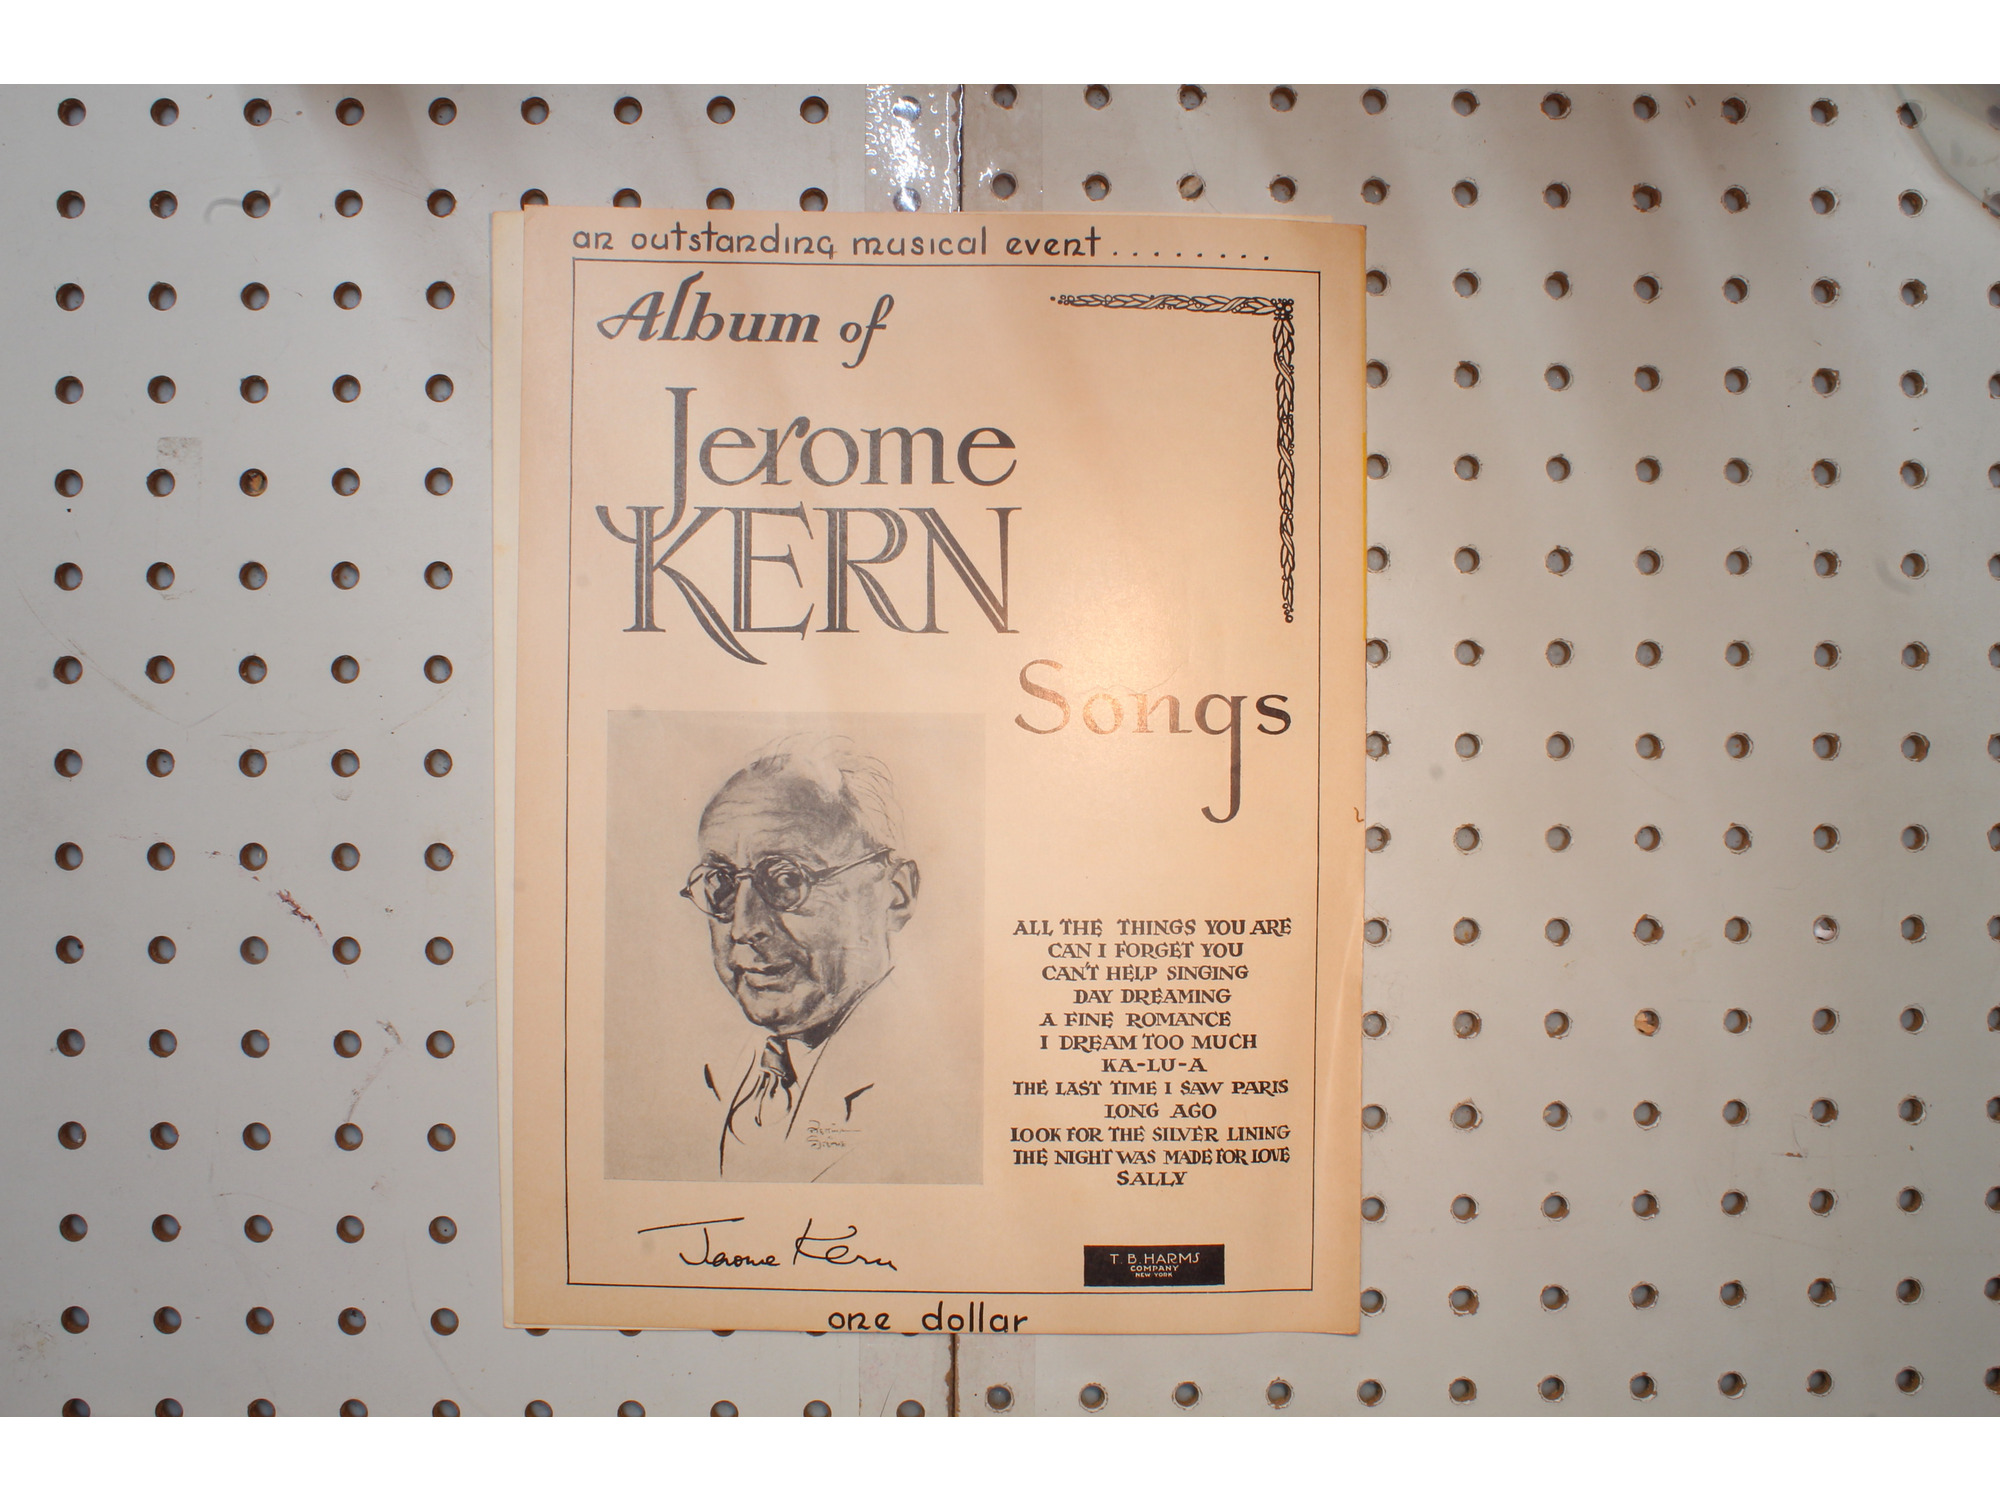 an outstanding musical event........
Album of
Jerome
KERN
Songs
ALL THE THINGS YOU ARE
CAN I FORGET YOU
CAN'T HELP SINGING
DAY DREAMING
A FINE ROMANCE
I DREAM TOO MUCH
KA-LU-A
THE LAST TIME I SAW PARIS
LONG AGO
LOOK FOR THE SILVER LINING
THE NIGHT WAS MADE FOR LOVE
SALLY
Jerome Kern
T. B. HARMS
COMPANY
NEW YORK
one dollar